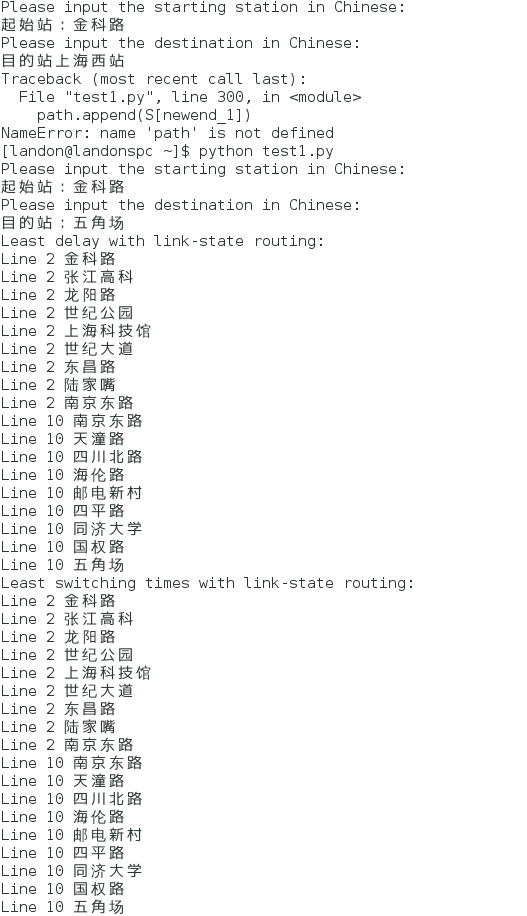 Please input the starting station in Chinese:
起始站：金科路
Please input the destination in Chinese:
目的站上海西站
Traceback (most recent call last):
  File "test1.py", line 300, in <module>
    path.append(S[newend_1])
NameError: name 'path' is not defined
[landon@landonspc ~]$ python test1.py
Please input the starting station in Chinese:
起始站：金科路
Please input the destination in Chinese:
目的站：五角场
Least delay with link-state routing:
Line 2 金科路
Line 2 张江高科
Line 2 龙阳路
Line 2 世纪公园
Line 2 上海科技馆
Line 2 世纪大道
Line 2 东昌路
Line 2 陆家嘴
Line 2 南京东路
Line 10 南京东路
Line 10 天潼路
Line 10 四川北路
Line 10 海伦路
Line 10 邮电新村
Line 10 四平路
Line 10 同济大学
Line 10 国权路
Line 10 五角场
Least switching times with link-state routing:
Line 2 金科路
Line 2 张江高科
Line 2 龙阳路
Line 2 世纪公园
Line 2 上海科技馆
Line 2 世纪大道
Line 2 东昌路
Line 2 陆家嘴
Line 2 南京东路
Line 10 南京东路
Line 10 天潼路
Line 10 四川北路
Line 10 海伦路
Line 10 邮电新村
Line 10 四平路
Line 10 同济大学
Line 10 国权路
Line 10 五角场